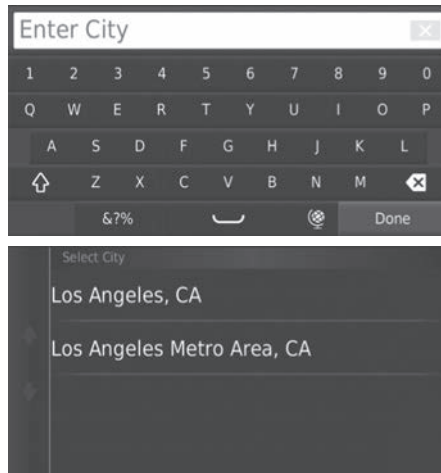 Enter City
1 2 3 4 5 6 7 8 9 0
Q W E R T Y U I O P
A S D F G H J K L
Z X C V B N M
&?% Done
Select City
Los Angeles, CA
Los Angeles Metro Area, CA